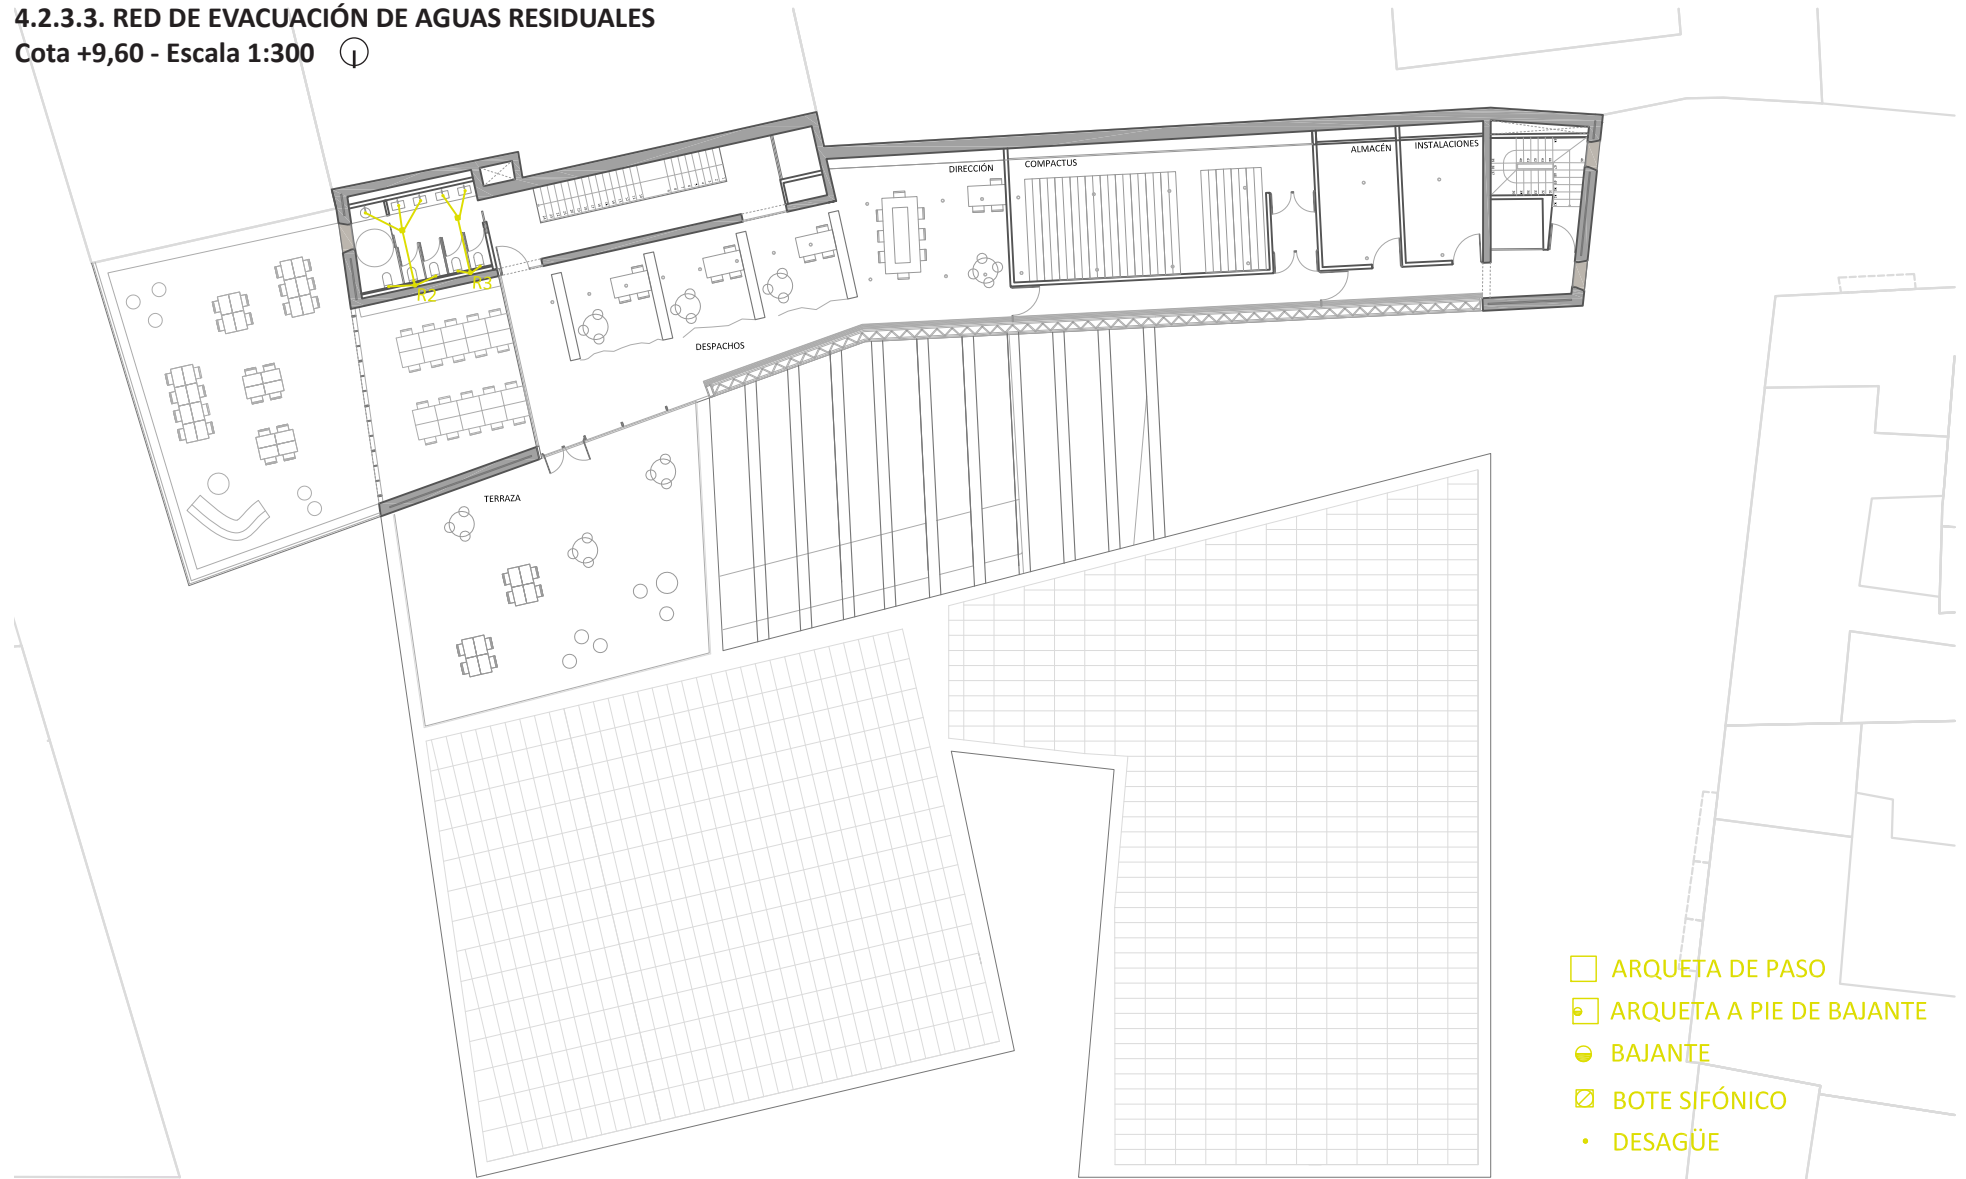 4.2.3.3. RED DE EVACUACIÓN DE AGUAS RESIDUALES
Cota +9,60 - Escala 1:300
DIRECCIÓN
COMPACTUS
ALMACÉN
INSTALACIONES
R2
R3
DESPACHOS
TERRAZA
ARQUETA DE PASO
ARQUETA A PIE DE BAJANTE
BAJANTE
BOTE SIFÓNICO
DESAGÜE